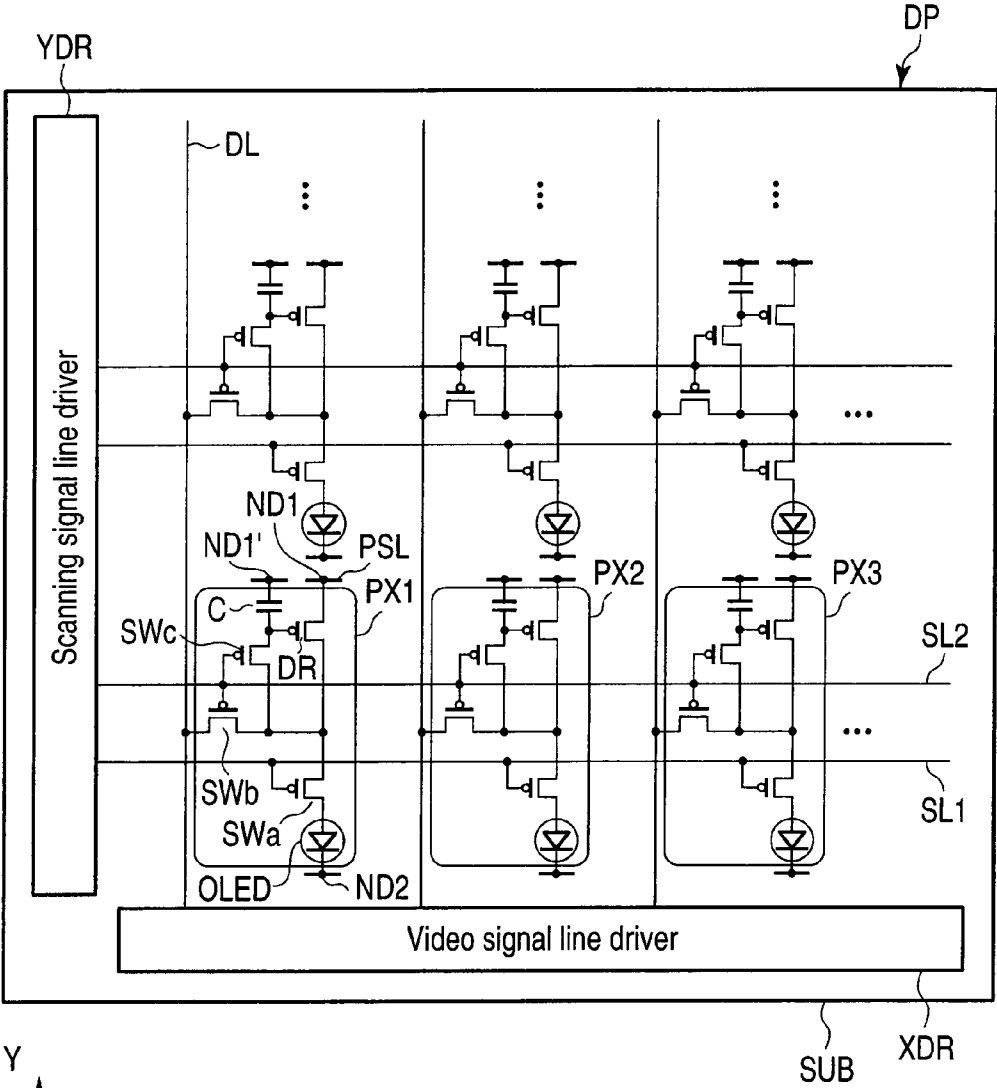 DP
YDR
DL
Scanning signal line driver
ND1
ND1'
PSL
PX1
PX2
PX3
C
SWc
DR
SL2
SWb
SWa
SL1
OLED
ND2
Video signal line driver
XDR
SUB
Y